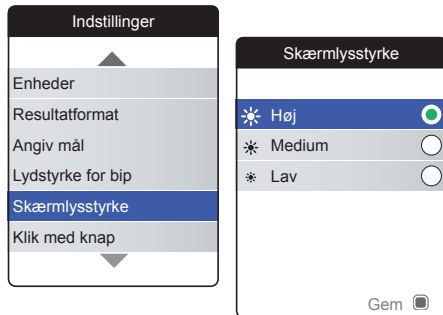 Indstillinger
Enheder
Resultatformat
Angiv mål
Lydstyrke for bip
Skærmlysstyrke
Klik med knap
Skærmlysstyrke
Høj
Medium
Lav
Gem